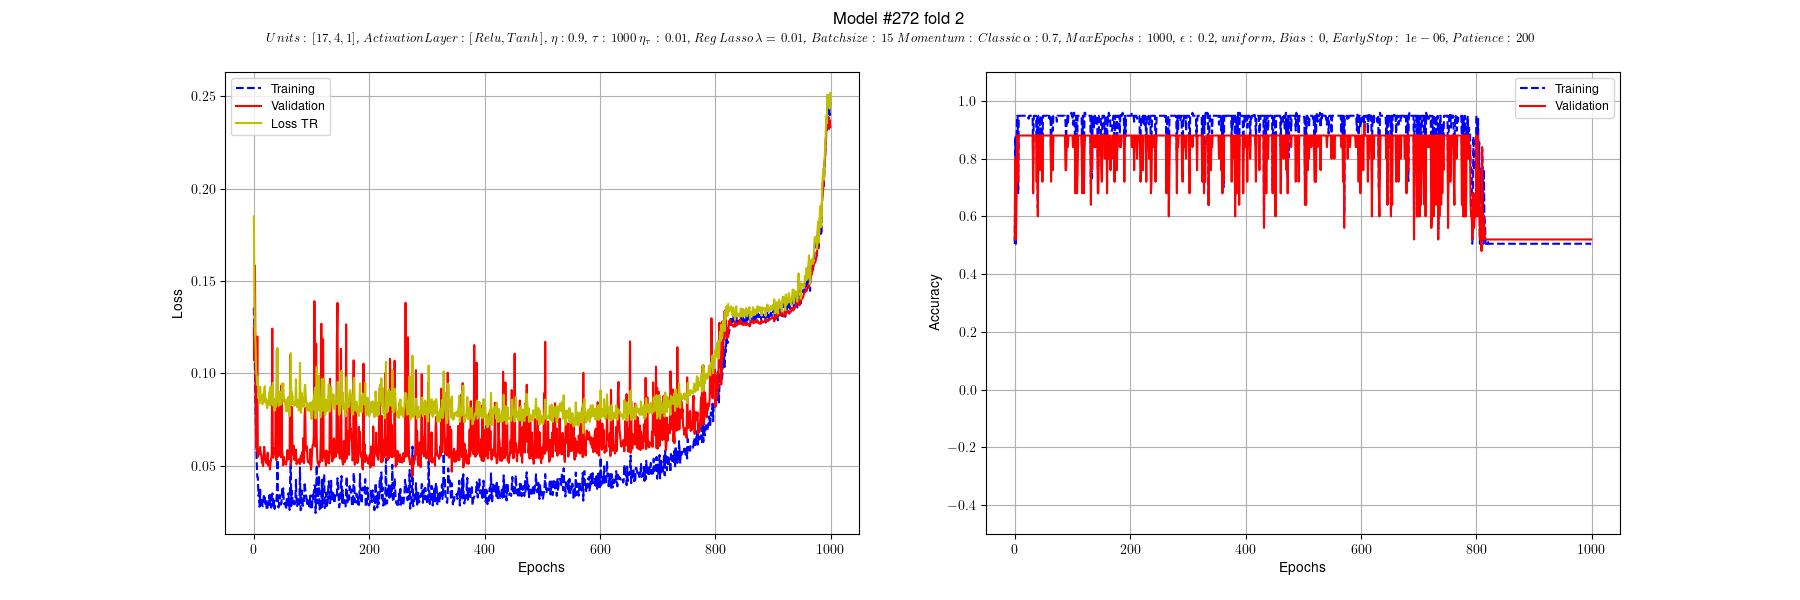 Model #272 fold 2
Units : [17, 4, 1], ActivationLayer : [Relu, Tanh], η : 0.9, τ : 1000 η_τ : 0.01, Reg Lasso λ = 0.01, Batchsize : 15 Momentum : Classic α : 0.7, MaxEpochs : 1000, ϵ : 0.2, uniform, Bias : 0, EarlyStop : 1e − 06, Patience : 200
Training
Validation
Loss TR
0.25
0.20
0.15
0.10
0.05
Loss
0 200 400 600 800 1000
Epochs
Training
Validation
1.0
0.8
0.6
0.4
0.2
0.0
−0.2
−0.4
Accuracy
0 200 400 600 800 1000
Epochs